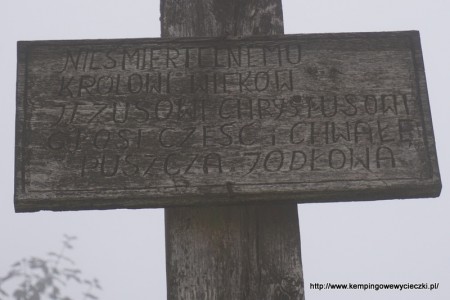 NIEŚMIERTELNEMU
KRÓLOWI WIEKÓW
JEZUSOWI CHRYSTUSOWI
GŁOSI CZEŚĆ i CHWAŁĘ
PUSZCZA JODŁOWA
http://www.kempingowewycieczki.pl/